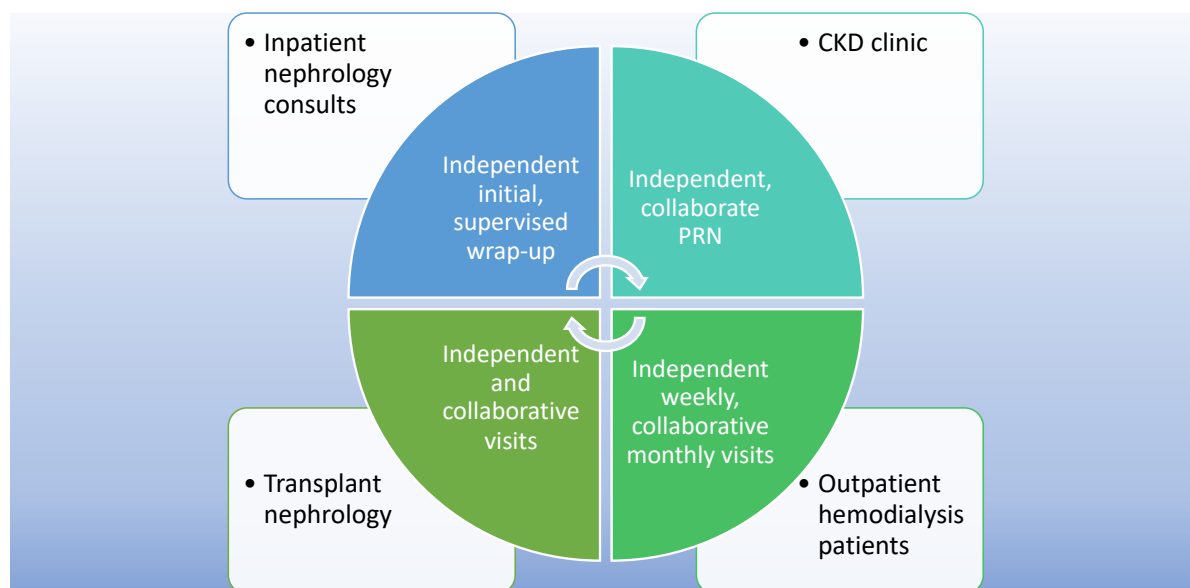 • Inpatient
nephrology
consults
• CKD clinic
Independent
initial,
supervised
wrap-up
Independent,
collaborate
PRN
Independent
and
collaborative
visits
Independent
weekly,
collaborative
monthly visits
• Transplant
nephrology
• Outpatient
hemodialysis
patients